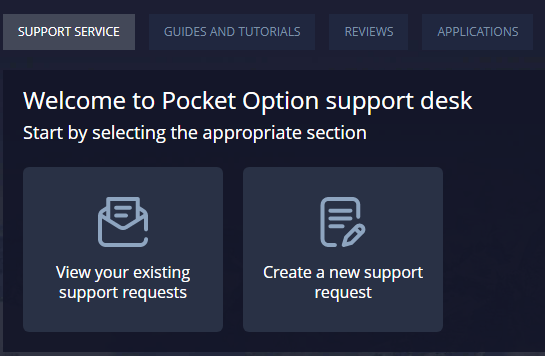 SUPPORT SERVICE
GUIDES AND TUTORIALS
REVIEWS
APPLICATIONS
Welcome to Pocket Option support desk
Start by selecting the appropriate section
View your existing
support requests
Create a new support
request